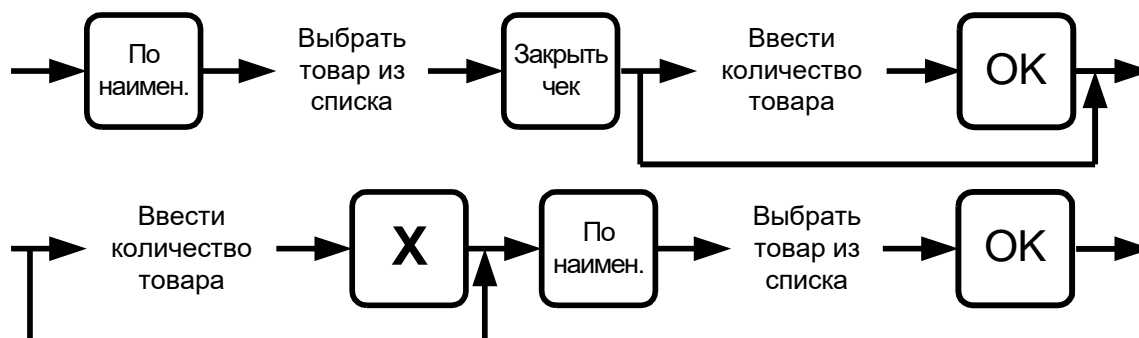 По
наимен.
Выбрать
товар из
списка
Закрыть
чек
Ввести
количество
товара
OK
Ввести
количество
товара
X
По
наимен.
Выбрать
товар из
списка
OK